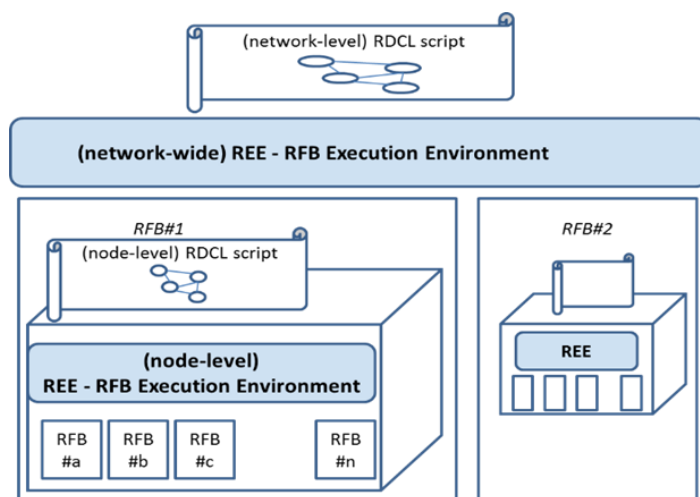 (network-level) RDCL script
(network-wide) REE - RFB Execution Environment
RFB#1
(node-level) RDCL script
(node-level)
REE - RFB Execution Environment
RFB
#a
RFB
#b
RFB
#c
RFB
#n
RFB#2
REE